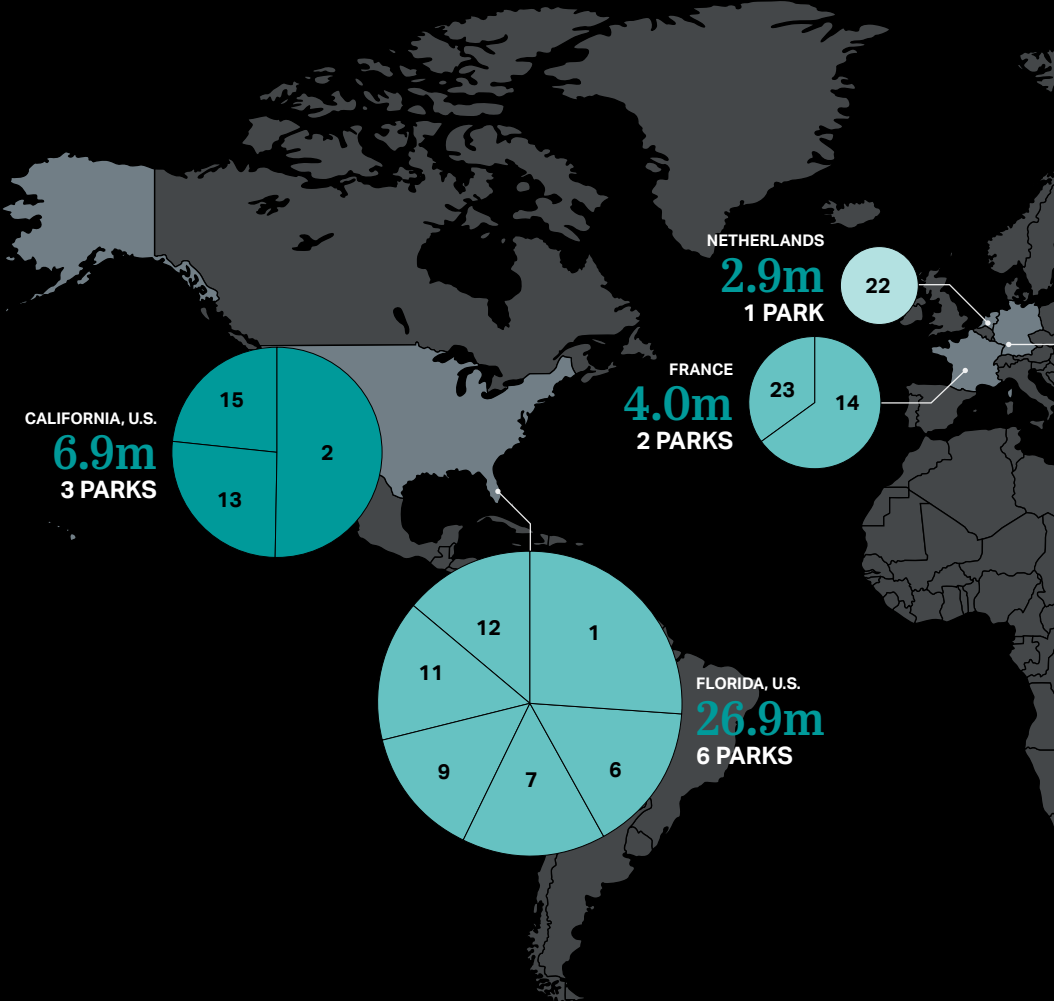 NETHERLANDS
2.9m
1 PARK
22
FRANCE
4.0m
2 PARKS
23
14
CALIFORNIA, U.S.
6.9m
3 PARKS
15
2
13
12
1
11
9
7
6
FLORIDA, U.S.
26.9m
6 PARKS